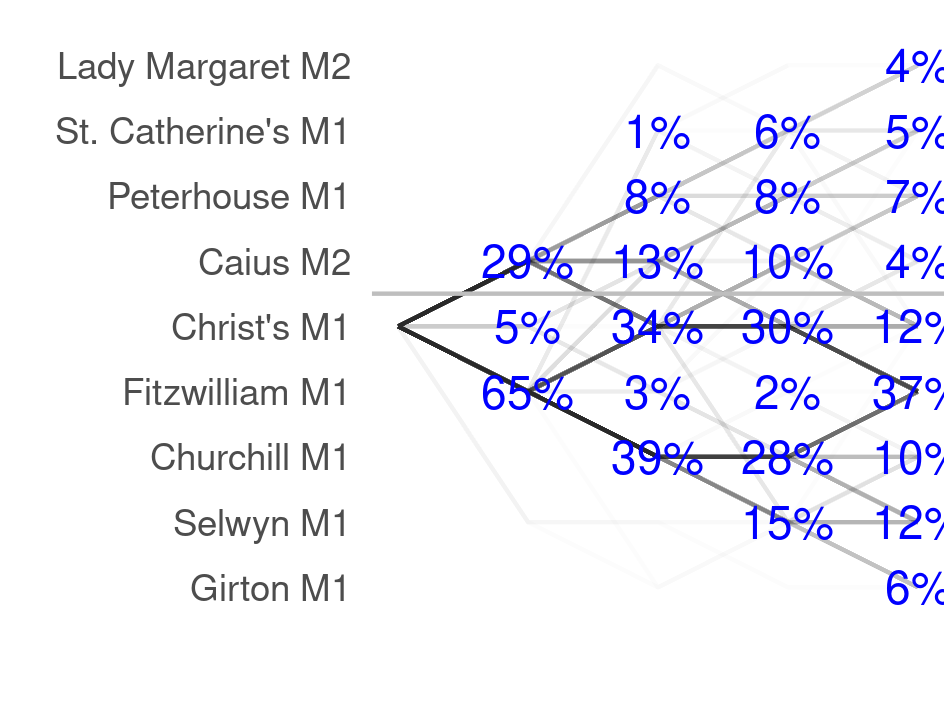 Lady Margaret M2 4%
St. Catherine's M1 1% 6% 5%
Peterhouse M1 8% 8% 7%
Caius M2 29% 13% 10% 4%
Christ's M1 5% 34% 30% 12%
Fitzwilliam M1 65% 3% 2% 37%
Churchill M1 39% 28% 10%
Selwyn M1 15% 12%
Girton M1 6%